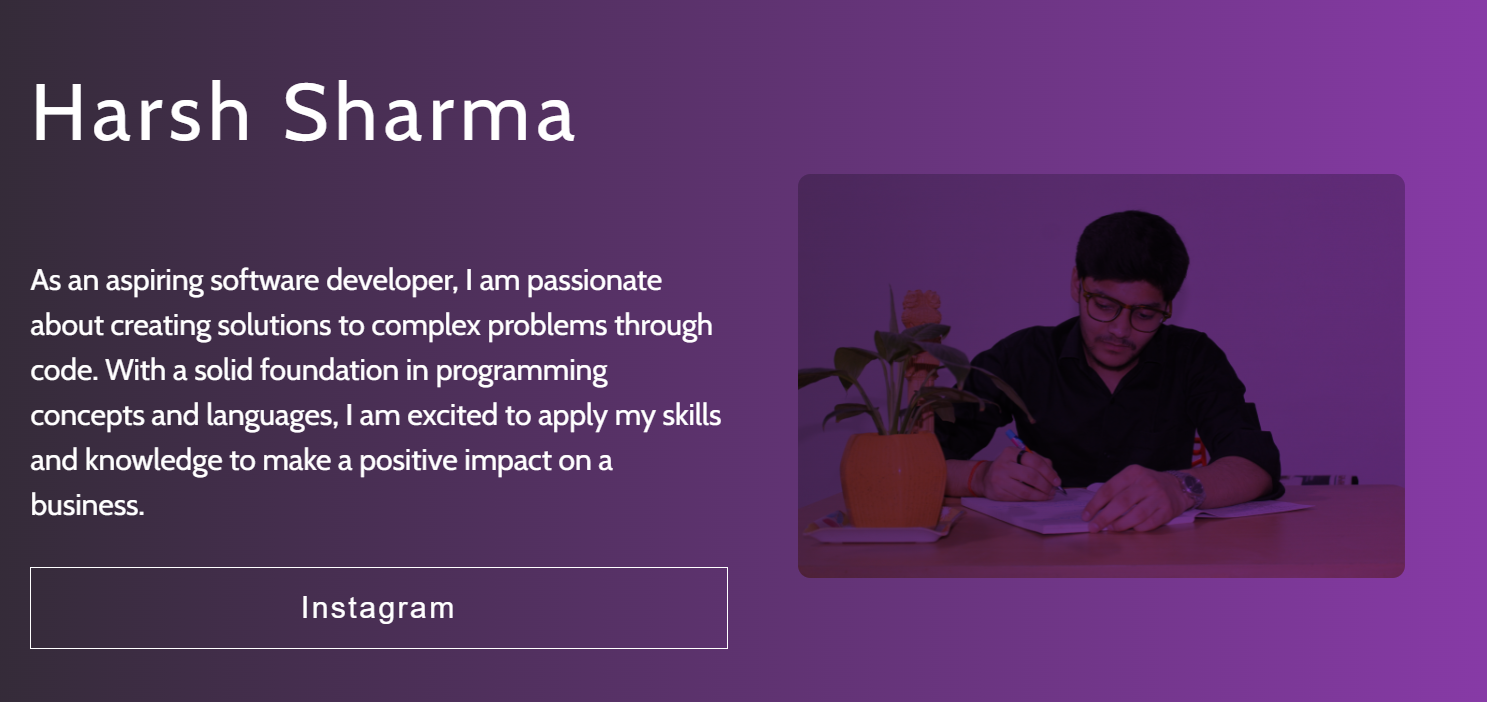 Harsh Sharma
As an aspiring software developer, I am passionate
about creating solutions to complex problems through
code. With a solid foundation in programming
concepts and languages, I am excited to apply my skills
and knowledge to make a positive impact on a
business.
Instagram